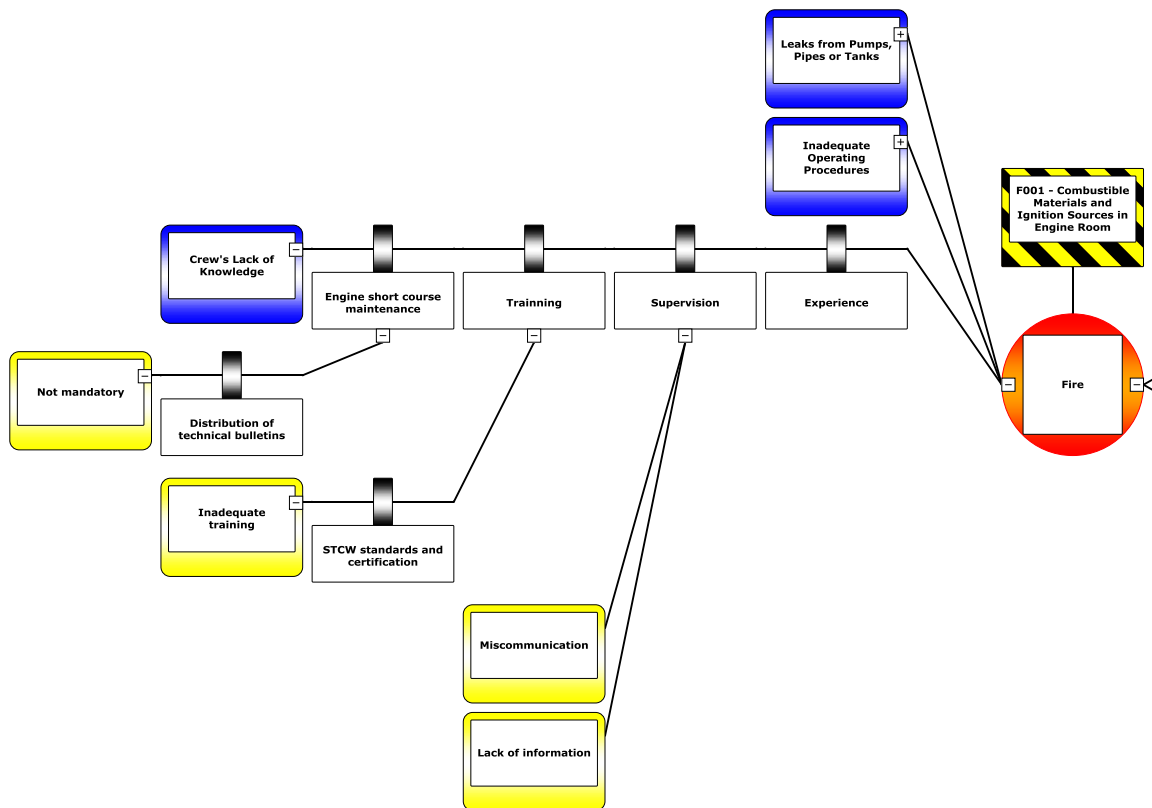 Leaks from Pumps,
Pipes or Tanks
Inadequate
Operating
Procedures
F001 - Combustible
Materials and
Ignition Sources in
Engine Room
Crew's Lack of
Knowledge
Engine short course
maintenance
Trainning
Supervision
Experience
Fire
Not mandatory
Distribution of
technical bulletins
Inadequate
training
STCW standards and
certification
Miscommunication
Lack of information